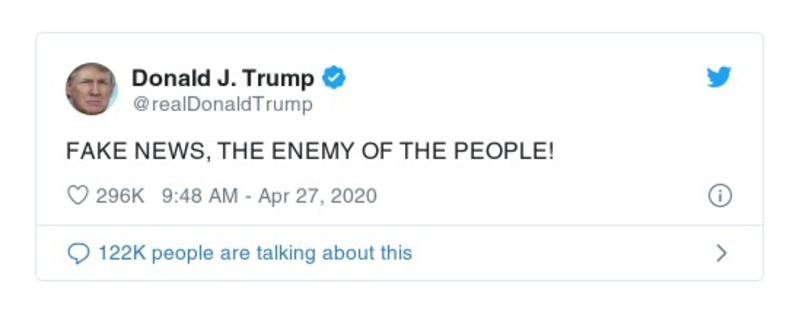 Donald J. Trump
@realDonaldTrump
FAKE NEWS, THE ENEMY OF THE PEOPLE!
296K 9:48 AM - Apr 27, 2020
122K people are talking about this